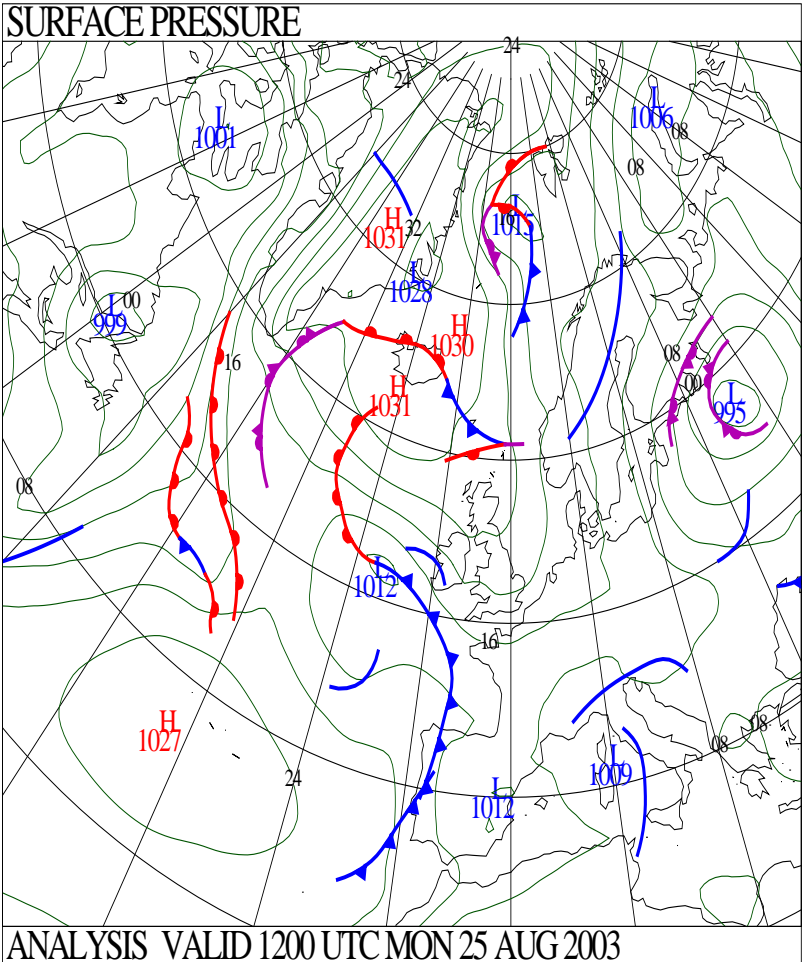 SURFACE PRESSURE
24
24
L
1001
L
1006
08
08
H
1031
32
L
16
1015
L
1028
L
00
999
H
1030
16
08
00
H
1031
L
995
08
L
1012
16
H
1027
08
08
L
1009
24
L
1012
ANALYSIS VALID 1200 UTC MON 25 AUG 2003